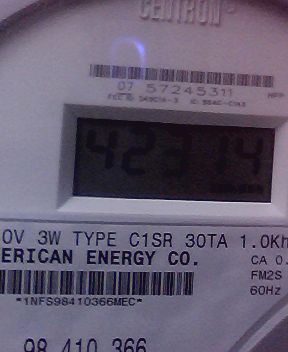 CENTRON
07 57245311
42314
0V 3W TYPE C1SR 30TA 1.0Kh
ERICAN ENERGY CO.
CA 0.
FM2S
60Hz
*1NFS98410366MEC*
98 410 366